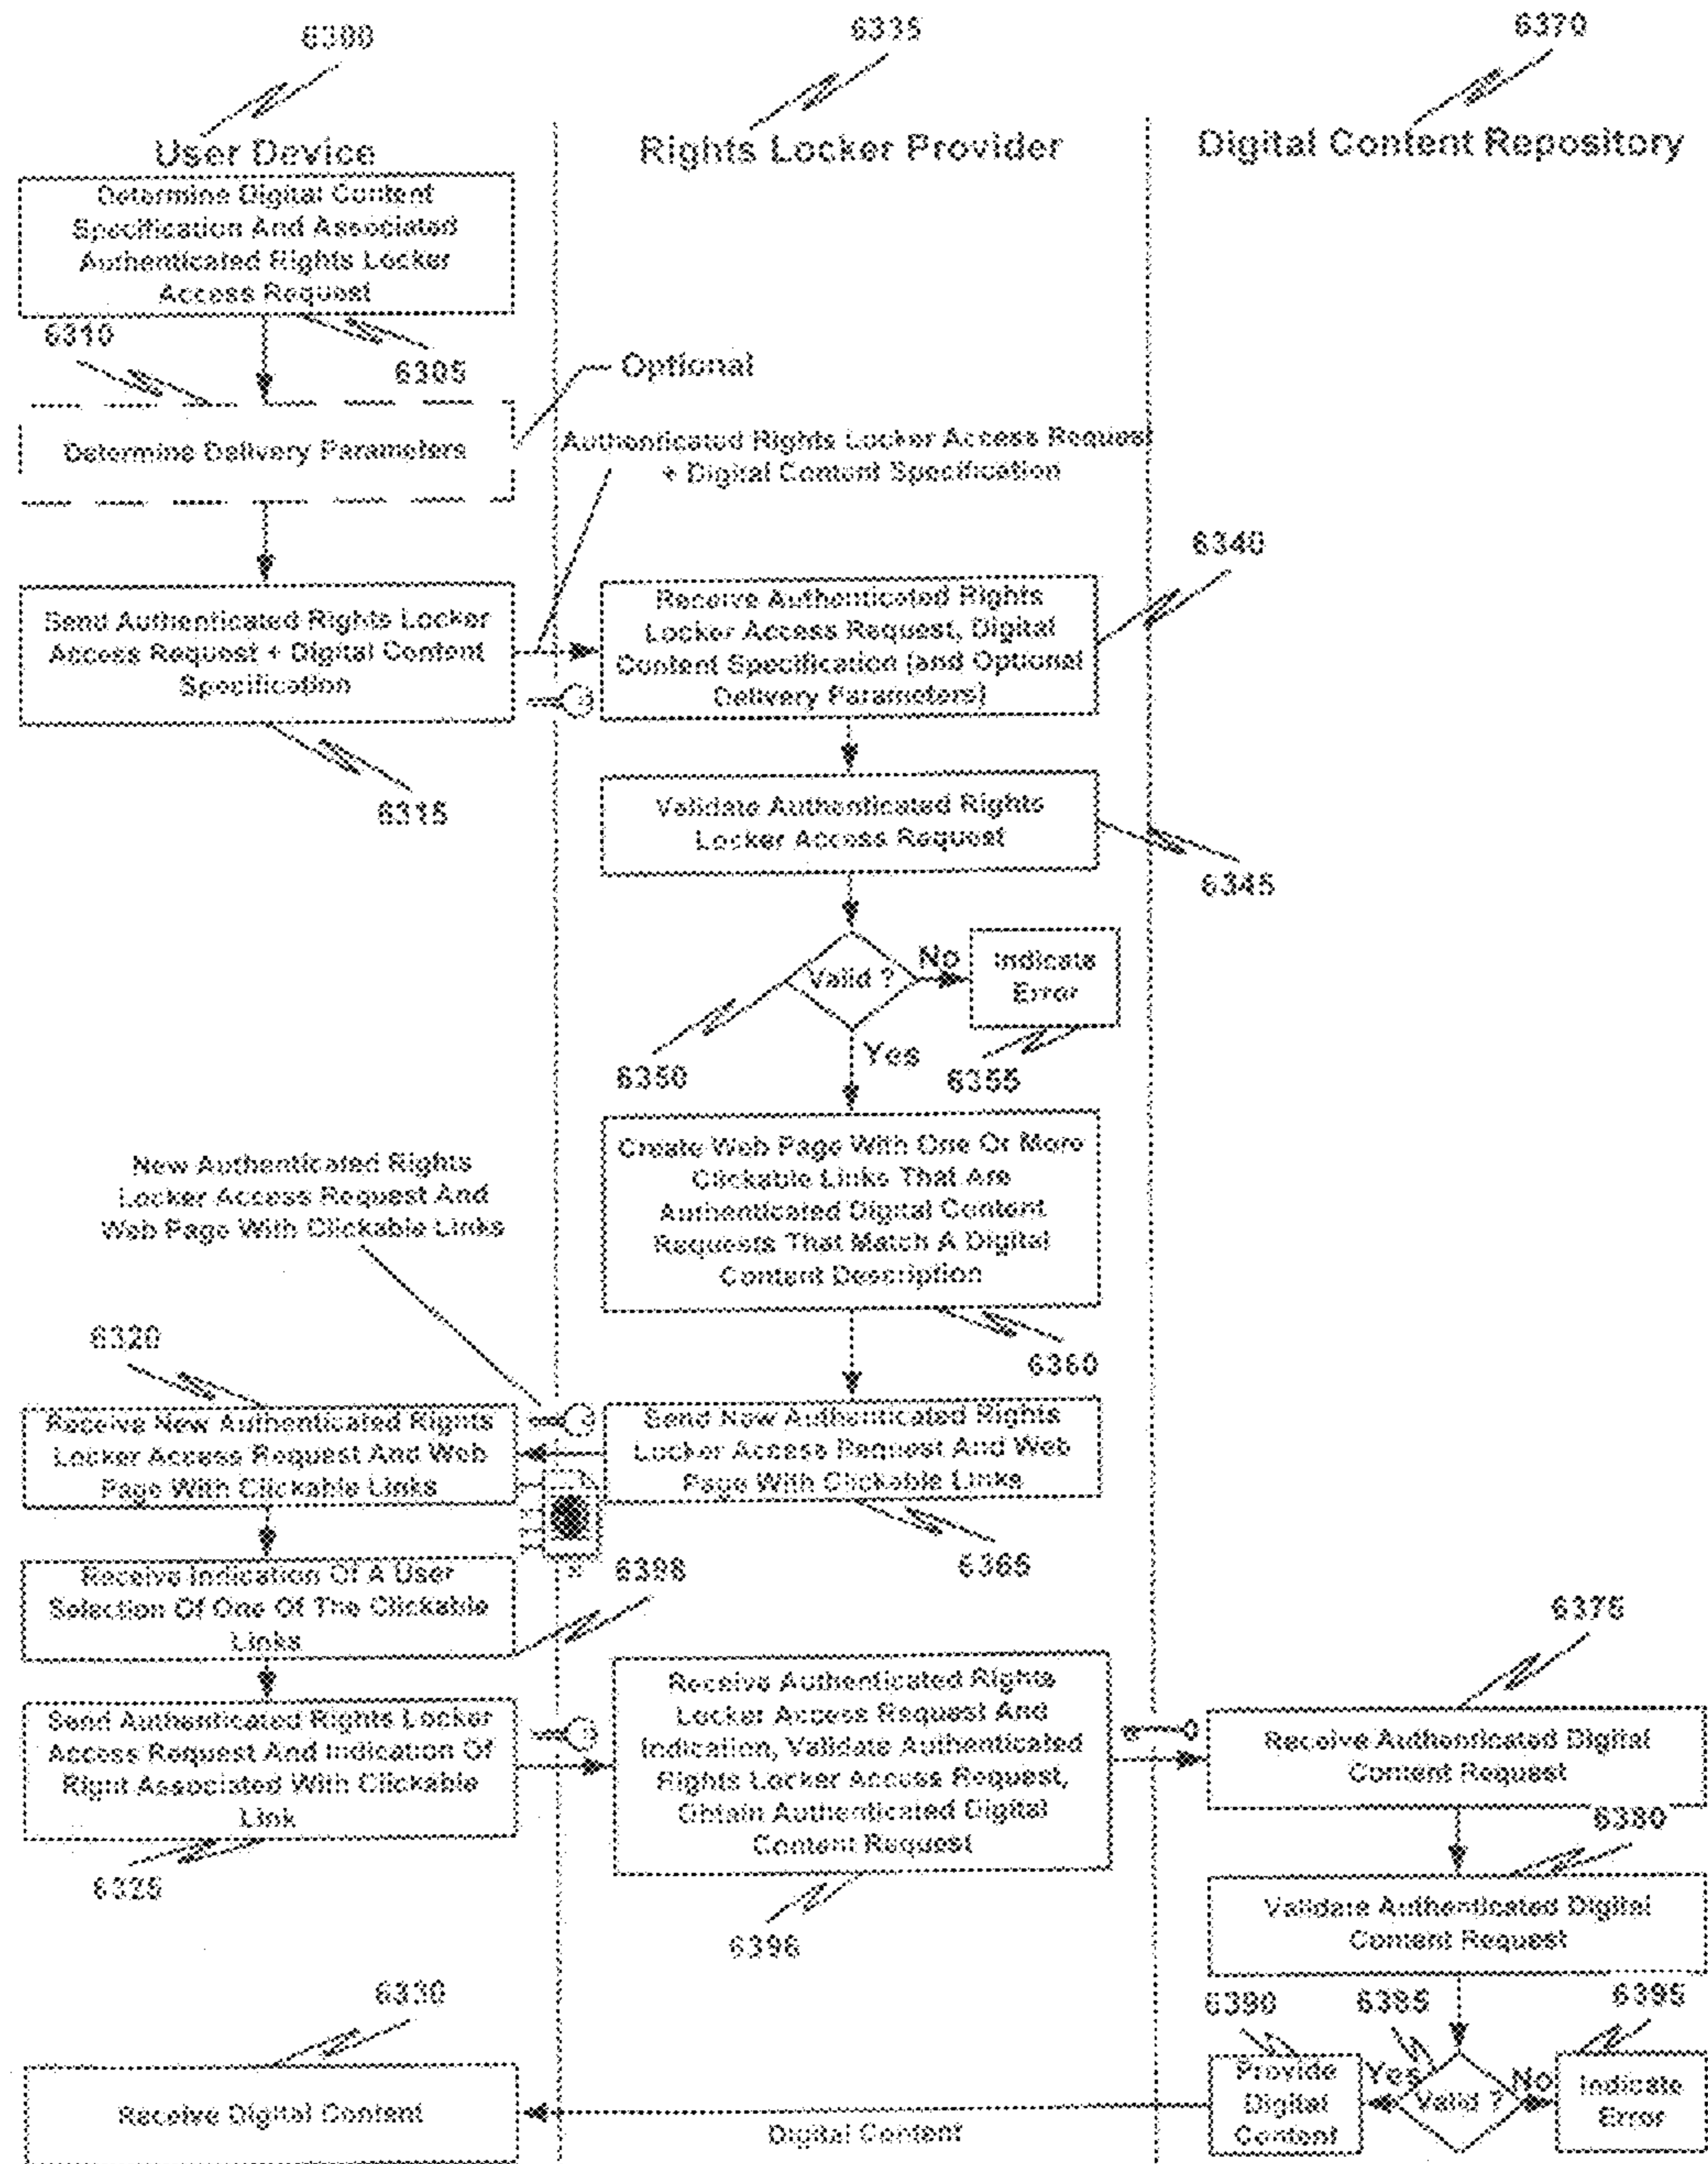 6300
6335
6370
User Device
Rights Locker Provider
Digital Content Repository
Determine Digital Content
Specification And Associated
Authenticated Rights Locker
Access Request
6310
6305
Optional
Determine Delivery Parameters
Authenticated Rights Locker Access Request
+ Digital Content Specification
6340
Send Authenticated Rights Locker
Access Request + Digital Content
Specification
Receive Authenticated Rights
Locker Access Request, Digital
Content Specification (and Optional
Delivery Parameters)
6315
Validate Authenticated Rights
Locker Access Request
6345
Valid ?
No
Indicate
Error
Yes
6350
6355
Create Web Page With One Or More
Clickable Links That Are
Authenticated Digital Content
Requests That Match A Digital
Content Description
New Authenticated Rights
Locker Access Request And
Web Page With Clickable Links
6360
6320
Receive New Authenticated Rights
Locker Access Request And Web
Page With Clickable Links
Send New Authenticated Rights
Locker Access Request And Web
Page With Clickable Links
6365
Receive Indication Of A User
Selection Of One Of The Clickable
Links
6398
6375
Send Authenticated Rights Locker
Access Request And Indication Of
Right Associated With Clickable
Link
Receive Authenticated Rights
Locker Access Request And
Indication, Validate Authenticated
Rights Locker Access Request,
Obtain Authenticated Digital
Content Request
Receive Authenticated Digital
Content Request
6380
6325
6396
Validate Authenticated Digital
Content Request
6330
6390
6385
6395
Receive Digital Content
Digital Content
Provide
Digital
Content
Yes
Valid ?
No
Indicate
Error